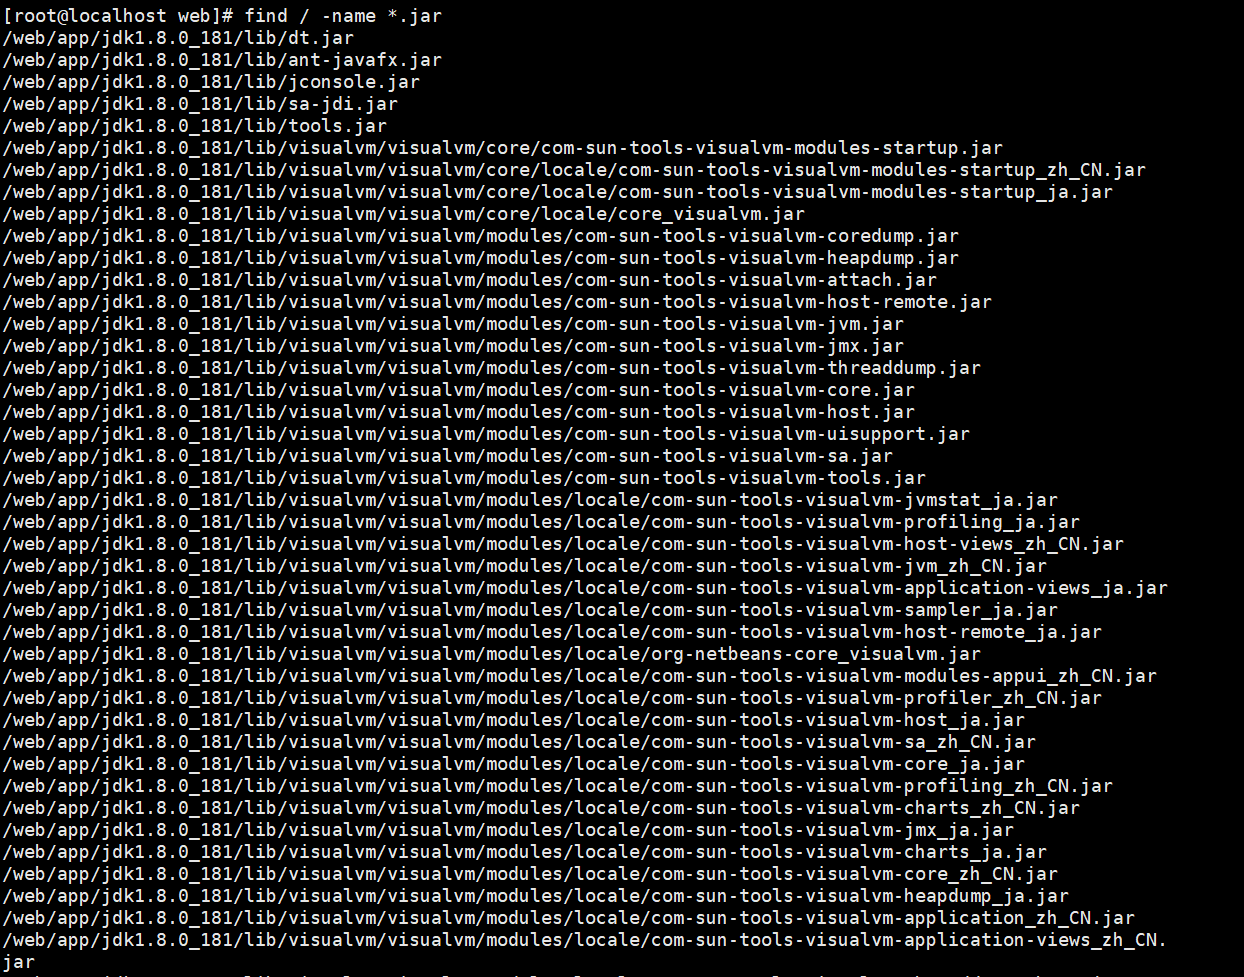 [root@localhost web]# find / -name *.jar
/web/app/jdk1.8.0_181/lib/dt.jar
/web/app/jdk1.8.0_181/lib/ant-javafx.jar
/web/app/jdk1.8.0_181/lib/jconsole.jar
/web/app/jdk1.8.0_181/lib/sa-jdi.jar
/web/app/jdk1.8.0_181/lib/tools.jar
/web/app/jdk1.8.0_181/lib/visualvm/visualvm/core/com-sun-tools-visualvm-modules-startup.jar
/web/app/jdk1.8.0_181/lib/visualvm/visualvm/core/locale/com-sun-tools-visualvm-modules-startup_zh_CN.jar
/web/app/jdk1.8.0_181/lib/visualvm/visualvm/core/locale/com-sun-tools-visualvm-modules-startup_ja.jar
/web/app/jdk1.8.0_181/lib/visualvm/visualvm/core/locale/core_visualvm.jar
/web/app/jdk1.8.0_181/lib/visualvm/visualvm/modules/com-sun-tools-visualvm-coredump.jar
/web/app/jdk1.8.0_181/lib/visualvm/visualvm/modules/com-sun-tools-visualvm-heapdump.jar
/web/app/jdk1.8.0_181/lib/visualvm/visualvm/modules/com-sun-tools-visualvm-attach.jar
/web/app/jdk1.8.0_181/lib/visualvm/visualvm/modules/com-sun-tools-visualvm-host-remote.jar
/web/app/jdk1.8.0_181/lib/visualvm/visualvm/modules/com-sun-tools-visualvm-jvm.jar
/web/app/jdk1.8.0_181/lib/visualvm/visualvm/modules/com-sun-tools-visualvm-jmx.jar
/web/app/jdk1.8.0_181/lib/visualvm/visualvm/modules/com-sun-tools-visualvm-threaddump.jar
/web/app/jdk1.8.0_181/lib/visualvm/visualvm/modules/com-sun-tools-visualvm-core.jar
/web/app/jdk1.8.0_181/lib/visualvm/visualvm/modules/com-sun-tools-visualvm-host.jar
/web/app/jdk1.8.0_181/lib/visualvm/visualvm/modules/com-sun-tools-visualvm-uisupport.jar
/web/app/jdk1.8.0_181/lib/visualvm/visualvm/modules/com-sun-tools-visualvm-sa.jar
/web/app/jdk1.8.0_181/lib/visualvm/visualvm/modules/com-sun-tools-visualvm-tools.jar
/web/app/jdk1.8.0_181/lib/visualvm/visualvm/modules/locale/com-sun-tools-visualvm-jvmstat_ja.jar
/web/app/jdk1.8.0_181/lib/visualvm/visualvm/modules/locale/com-sun-tools-visualvm-profiling_ja.jar
/web/app/jdk1.8.0_181/lib/visualvm/visualvm/modules/locale/com-sun-tools-visualvm-host-views_zh_CN.jar
/web/app/jdk1.8.0_181/lib/visualvm/visualvm/modules/locale/com-sun-tools-visualvm-jvm_zh_CN.jar
/web/app/jdk1.8.0_181/lib/visualvm/visualvm/modules/locale/com-sun-tools-visualvm-application-views_ja.jar
/web/app/jdk1.8.0_181/lib/visualvm/visualvm/modules/locale/com-sun-tools-visualvm-sampler_ja.jar
/web/app/jdk1.8.0_181/lib/visualvm/visualvm/modules/locale/com-sun-tools-visualvm-host-remote_ja.jar
/web/app/jdk1.8.0_181/lib/visualvm/visualvm/modules/locale/org-netbeans-core_visualvm.jar
/web/app/jdk1.8.0_181/lib/visualvm/visualvm/modules/locale/com-sun-tools-visualvm-modules-appui_zh_CN.jar
/web/app/jdk1.8.0_181/lib/visualvm/visualvm/modules/locale/com-sun-tools-visualvm-profiler_zh_CN.jar
/web/app/jdk1.8.0_181/lib/visualvm/visualvm/modules/locale/com-sun-tools-visualvm-host_ja.jar
/web/app/jdk1.8.0_181/lib/visualvm/visualvm/modules/locale/com-sun-tools-visualvm-sa_zh_CN.jar
/web/app/jdk1.8.0_181/lib/visualvm/visualvm/modules/locale/com-sun-tools-visualvm-core_ja.jar
/web/app/jdk1.8.0_181/lib/visualvm/visualvm/modules/locale/com-sun-tools-visualvm-profiling_zh_CN.jar
/web/app/jdk1.8.0_181/lib/visualvm/visualvm/modules/locale/com-sun-tools-visualvm-charts_zh_CN.jar
/web/app/jdk1.8.0_181/lib/visualvm/visualvm/modules/locale/com-sun-tools-visualvm-jmx_ja.jar
/web/app/jdk1.8.0_181/lib/visualvm/visualvm/modules/locale/com-sun-tools-visualvm-charts_ja.jar
/web/app/jdk1.8.0_181/lib/visualvm/visualvm/modules/locale/com-sun-tools-visualvm-core_zh_CN.jar
/web/app/jdk1.8.0_181/lib/visualvm/visualvm/modules/locale/com-sun-tools-visualvm-heapdump_ja.jar
/web/app/jdk1.8.0_181/lib/visualvm/visualvm/modules/locale/com-sun-tools-visualvm-application_zh_CN.jar
/web/app/jdk1.8.0_181/lib/visualvm/visualvm/modules/locale/com-sun-tools-visualvm-application-views_zh_CN.
jar